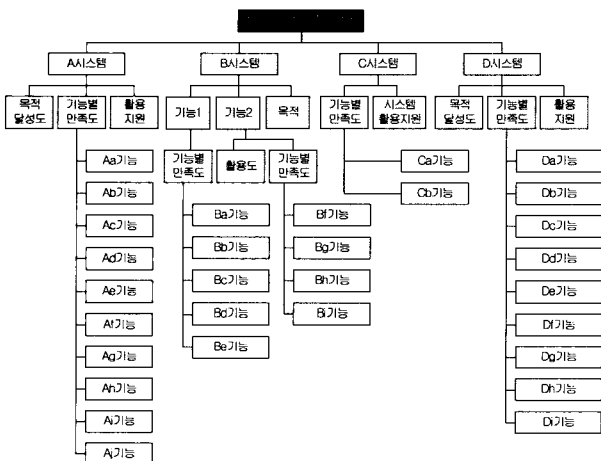 A시스템
B시스템
C시스템
D시스템
목적
달성도
기능별
만족도
활용
지원
기능1
기능2
목적
기능별
만족도
시스템
활용지원
목적
달성도
기능별
만족도
활용
지원
기능별
만족도
활용도
기능별
만족도
Aa기능
Ab기능
Ac기능
Ad기능
Ae기능
Af기능
Ag기능
Ah기능
Ai기능
Aj기능
Ba기능
Bb기능
Bc기능
Bd기능
Be기능
Bf기능
Bg기능
Bh기능
Bi기능
Ca기능
Cb기능
Da기능
Db기능
Dc기능
Dd기능
De기능
Df기능
Dg기능
Dh기능
Di기능